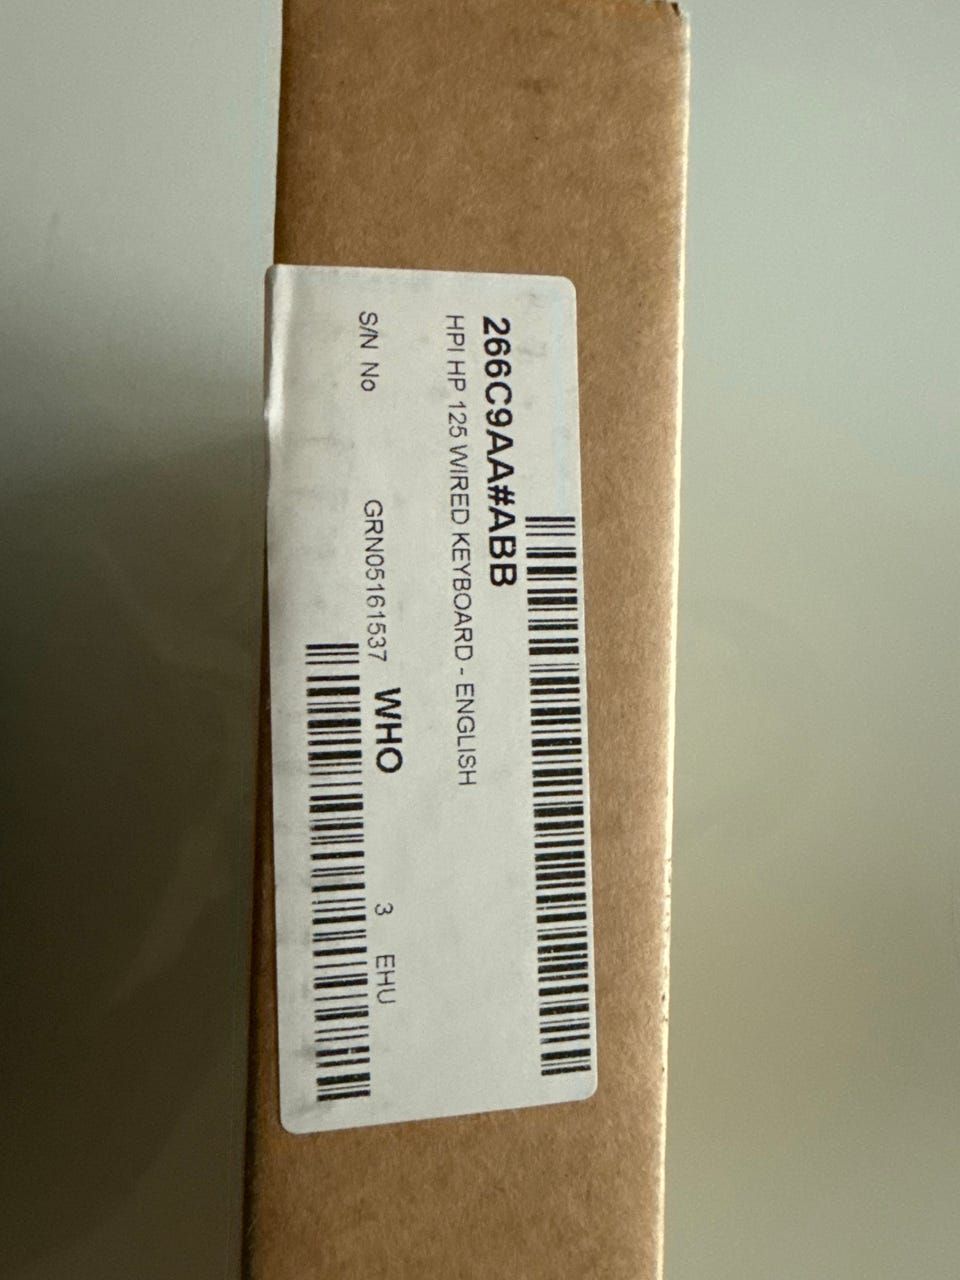 266C9AA#ABB
HPI HP 125 WIRED KEYBOARD - ENGLISH
WHO 3 EHU
S/N No GRN05161537